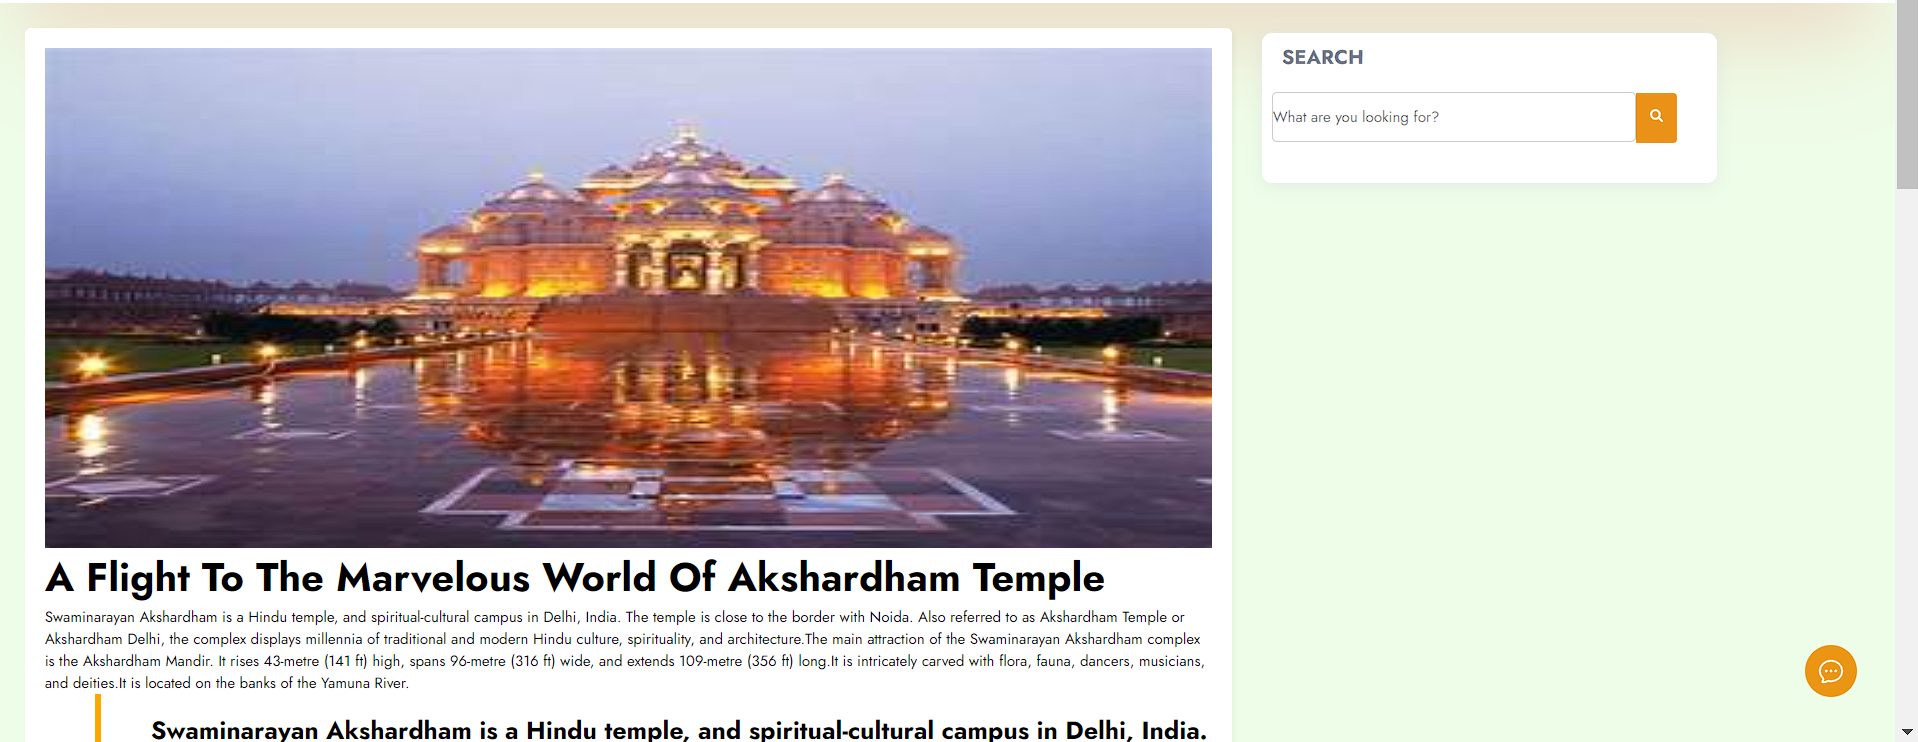 SEARCH
What are you looking for?
A Flight To The Marvelous World Of Akshardham Temple
Swaminarayan Akshardham is a Hindu temple, and spiritual-cultural campus in Delhi, India. The temple is close to the border with Noida. Also referred to as Akshardham Temple or
Akshardham Delhi, the complex displays millennia of traditional and modern Hindu culture, spirituality, and architecture.The main attraction of the Swaminarayan Akshardham complex
is the Akshardham Mandir. It rises 43-metre (141 ft) high, spans 96-metre (316 ft) wide, and extends 109-metre (356 ft) long.It is intricately carved with flora, fauna, dancers, musicians,
and deities.It is located on the banks of the Yamuna River.
Swaminarayan Akshardham is a Hindu temple, and spiritual-cultural campus in Delhi, India.